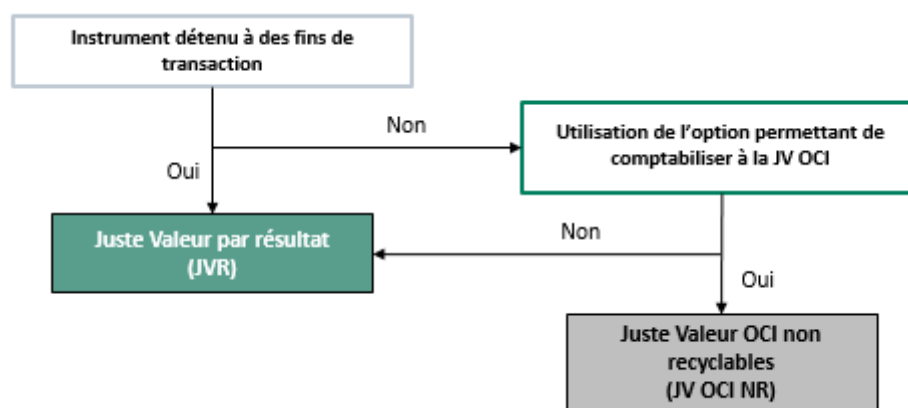 Instrument détenu à des fins de
transaction
Non
Utilisation de l'option permettant de
comptabiliser à la JV OCI
Oui
Juste Valeur par résultat
(JVR)
Non
Oui
Juste Valeur OCI non
recyclables
(JV OCI NR)